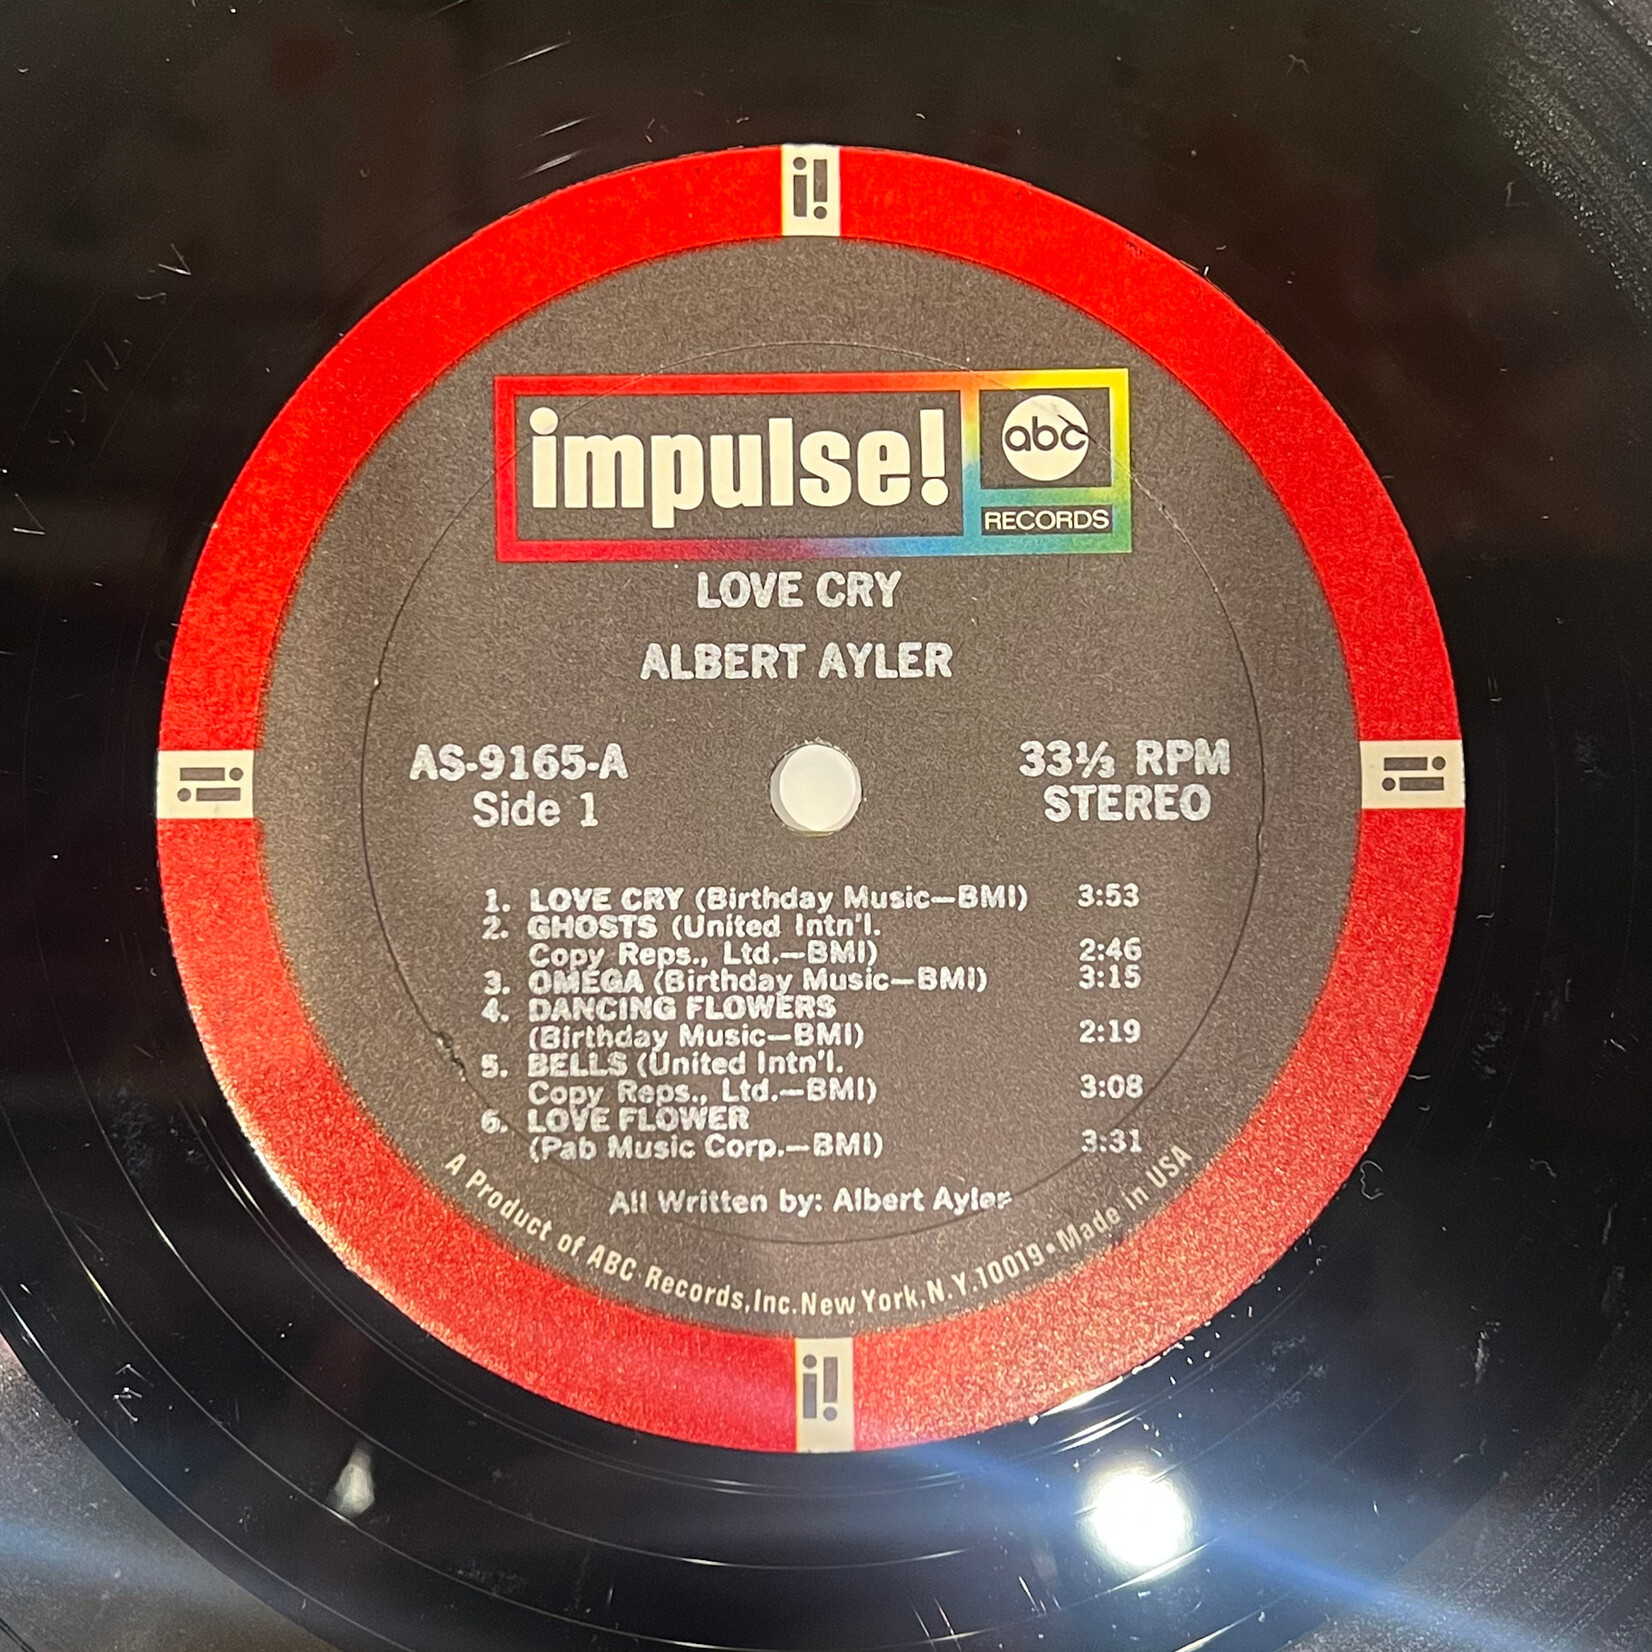 i!
impulse! abc
RECORDS
LOVE CRY
ALBERT AYLER
AS-9165-A 33⅓ RPM
Side 1 STEREO
i! i!
1. LOVE CRY (Birthday Music—BMI) 3:53
2. GHOSTS (United Intn'l.
Copy Reps., Ltd.—BMI) 2:46
3. OMEGA (Birthday Music—BMI) 3:15
4. DANCING FLOWERS
(Birthday Music—BMI) 2:19
5. BELLS (United Intn'l.
Copy Reps., Ltd.—BMI) 3:08
6. LOVE FLOWER
(Pab Music Corp.—BMI) 3:31
All Written by: Albert Ayler
A Product of ABC Records, Inc. New York, N.Y. 10019 • Made in USA
i!